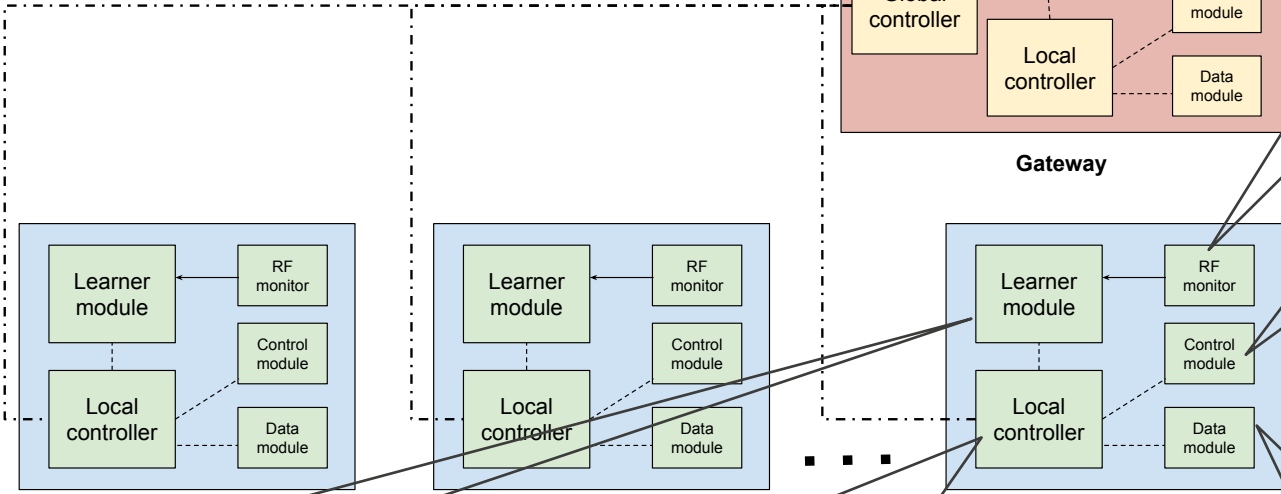 controller
module
Local
controller
Data
module
Gateway
Learner
module
RF
monitor
Control
module
Local
controller
Data
module
Learner
module
RF
monitor
Control
module
Local
controller
Data
module
Learner
module
RF
monitor
Control
module
Local
controller
Data
module